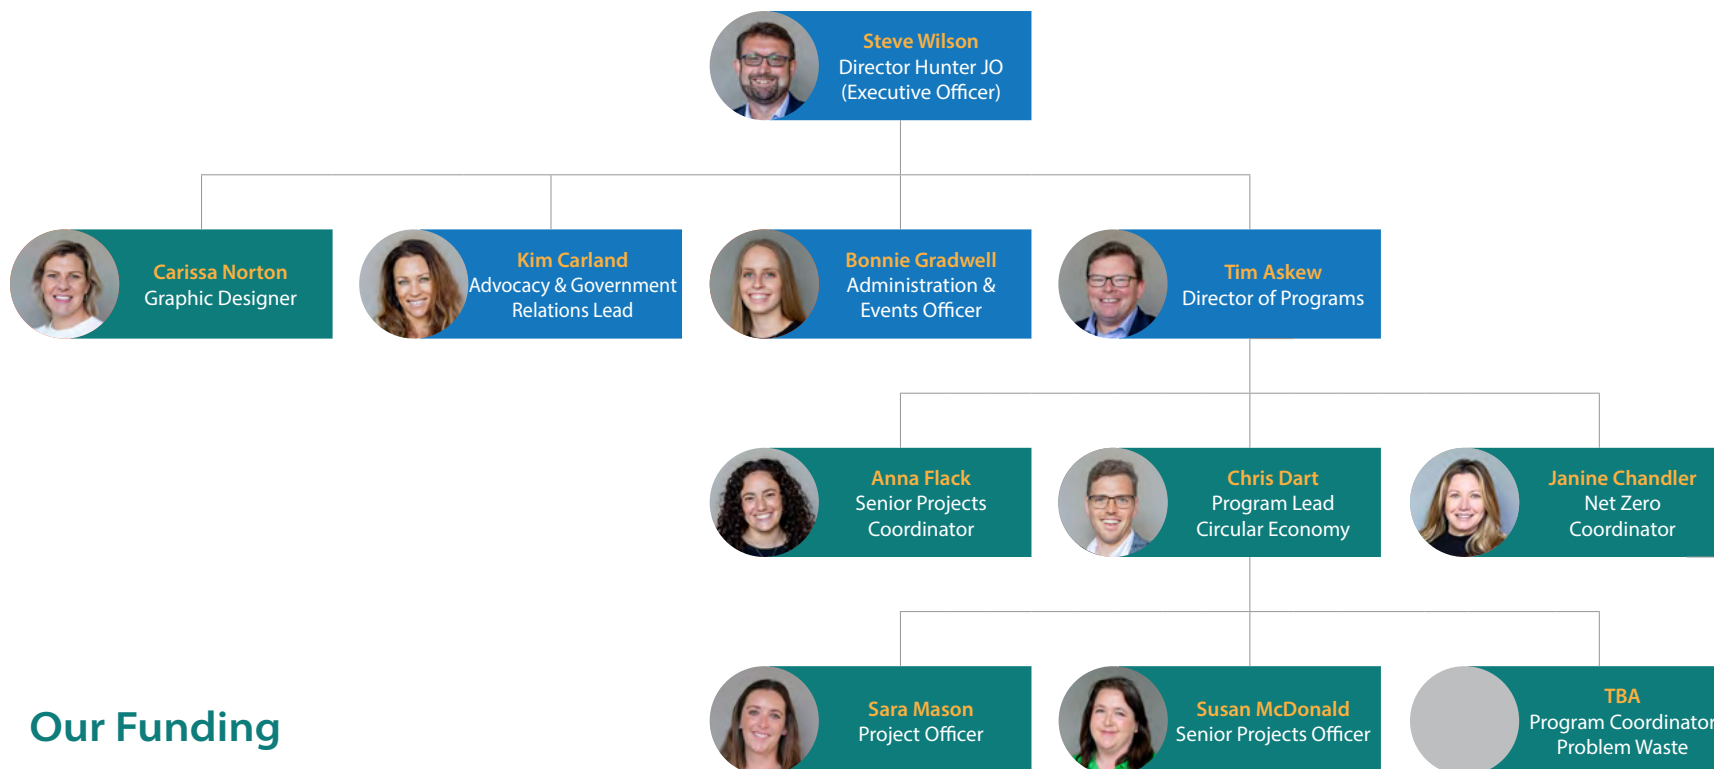 Steve Wilson
Director Hunter JO
(Executive Officer)
Carissa Norton
Graphic Designer
Kim Carland
Advocacy & Government
Relations Lead
Bonnie Gradwell
Administration &
Events Officer
Tim Askew
Director of Programs
Anna Flack
Senior Projects
Coordinator
Chris Dart
Program Lead
Circular Economy
Janine Chandler
Net Zero
Coordinator
Sara Mason
Project Officer
Susan McDonald
Senior Projects Officer
TBA
Program Coordinator
Problem Waste
Our Funding